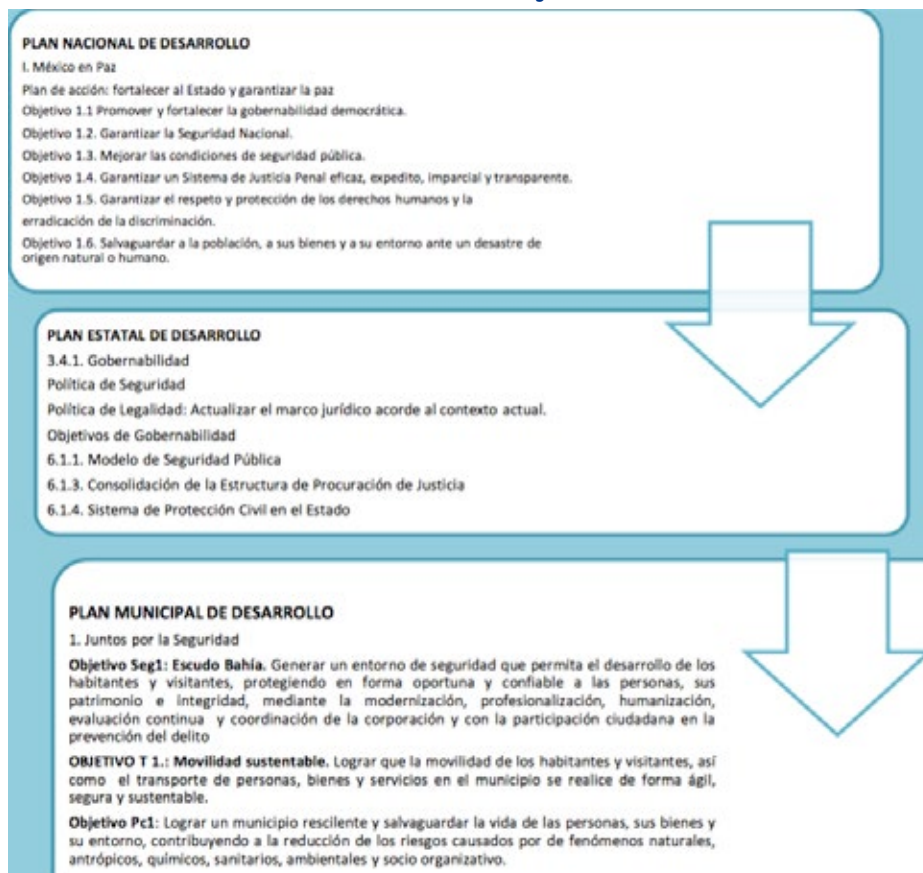 PLAN NACIONAL DE DESARROLLO
I. México en Paz
Plan de acción: fortalecer al Estado y garantizar la paz
Objetivo 1.1 Promover y fortalecer la gobernabilidad democrática.
Objetivo 1.2. Garantizar la Seguridad Nacional.
Objetivo 1.3. Mejorar las condiciones de seguridad pública.
Objetivo 1.4. Garantizar un Sistema de Justicia Penal eficaz, expedito, imparcial y transparente.
Objetivo 1.5. Garantizar el respeto y protección de los derechos humanos y la
erradicación de la discriminación.
Objetivo 1.6. Salvaguardar a la población, a sus bienes y a su entorno ante un desastre de
origen natural o humano.
PLAN ESTATAL DE DESARROLLO
3.4.1. Gobernabilidad
Política de Seguridad
Política de Legalidad: Actualizar el marco jurídico acorde al contexto actual.
Objetivos de Gobernabilidad
6.1.1. Modelo de Seguridad Pública
6.1.3. Consolidación de la Estructura de Procuración de Justicia
6.1.4. Sistema de Protección Civil en el Estado
PLAN MUNICIPAL DE DESARROLLO
1. Juntos por la Seguridad
Objetivo Seg1: Escudo Bahía. Generar un entorno de seguridad que permita el desarrollo de los
habitantes y visitantes, protegiendo en forma oportuna y confiable a las personas, sus
patrimonio e integridad, mediante la modernización, profesionalización, humanización,
evaluación continua y coordinación de la corporación y con la participación ciudadana en la
prevención del delito
OBJETIVO T 1.: Movilidad sustentable. Lograr que la movilidad de los habitantes y visitantes, así
como el transporte de personas, bienes y servicios en el municipio se realice de forma ágil,
segura y sustentable.
Objetivo Pc1: Lograr un municipio rescilente y salvaguardar la vida de las personas, sus bienes y
su entorno, contribuyendo a la reducción de los riesgos causados por de fenómenos naturales,
antrópicos, químicos, sanitarios, ambientales y socio organizativo.